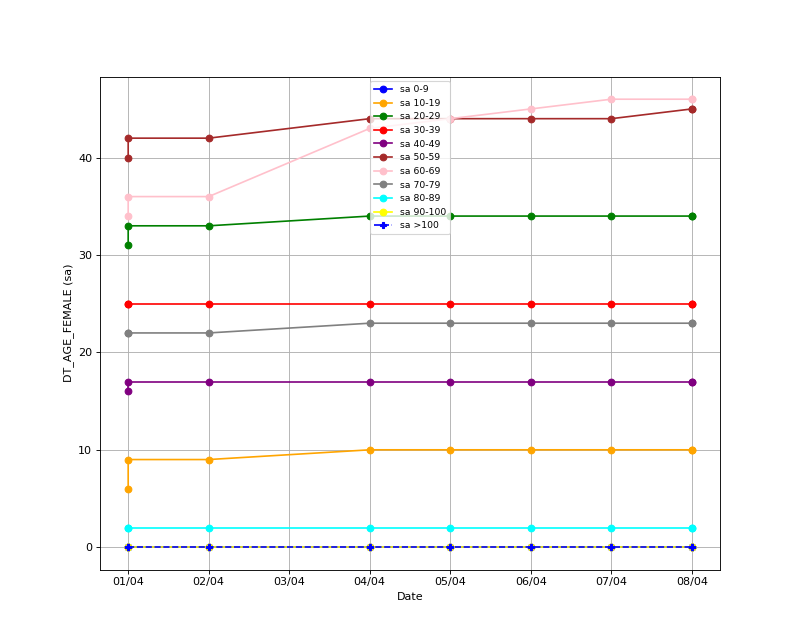 sa 0-9
sa 10-19
sa 20-29
sa 30-39
sa 40-49
sa 50-59
sa 60-69
sa 70-79
sa 80-89
sa 90-100
sa >100
DT_AGE_FEMALE (sa)
40
30
20
10
0
01/04 02/04 03/04 04/04 05/04 06/04 07/04 08/04
Date